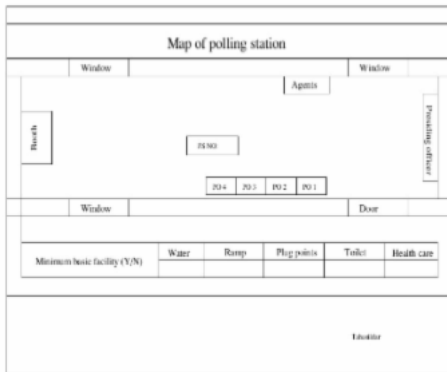 Map of polling station
Window Window
Agents
Booth
Presiding officer
PS NO
PO 4 PO 3 PO 2 PO 1
Window Door
Minimum basic facility (Y/N) Water Ramp Plug points Toilet Health care